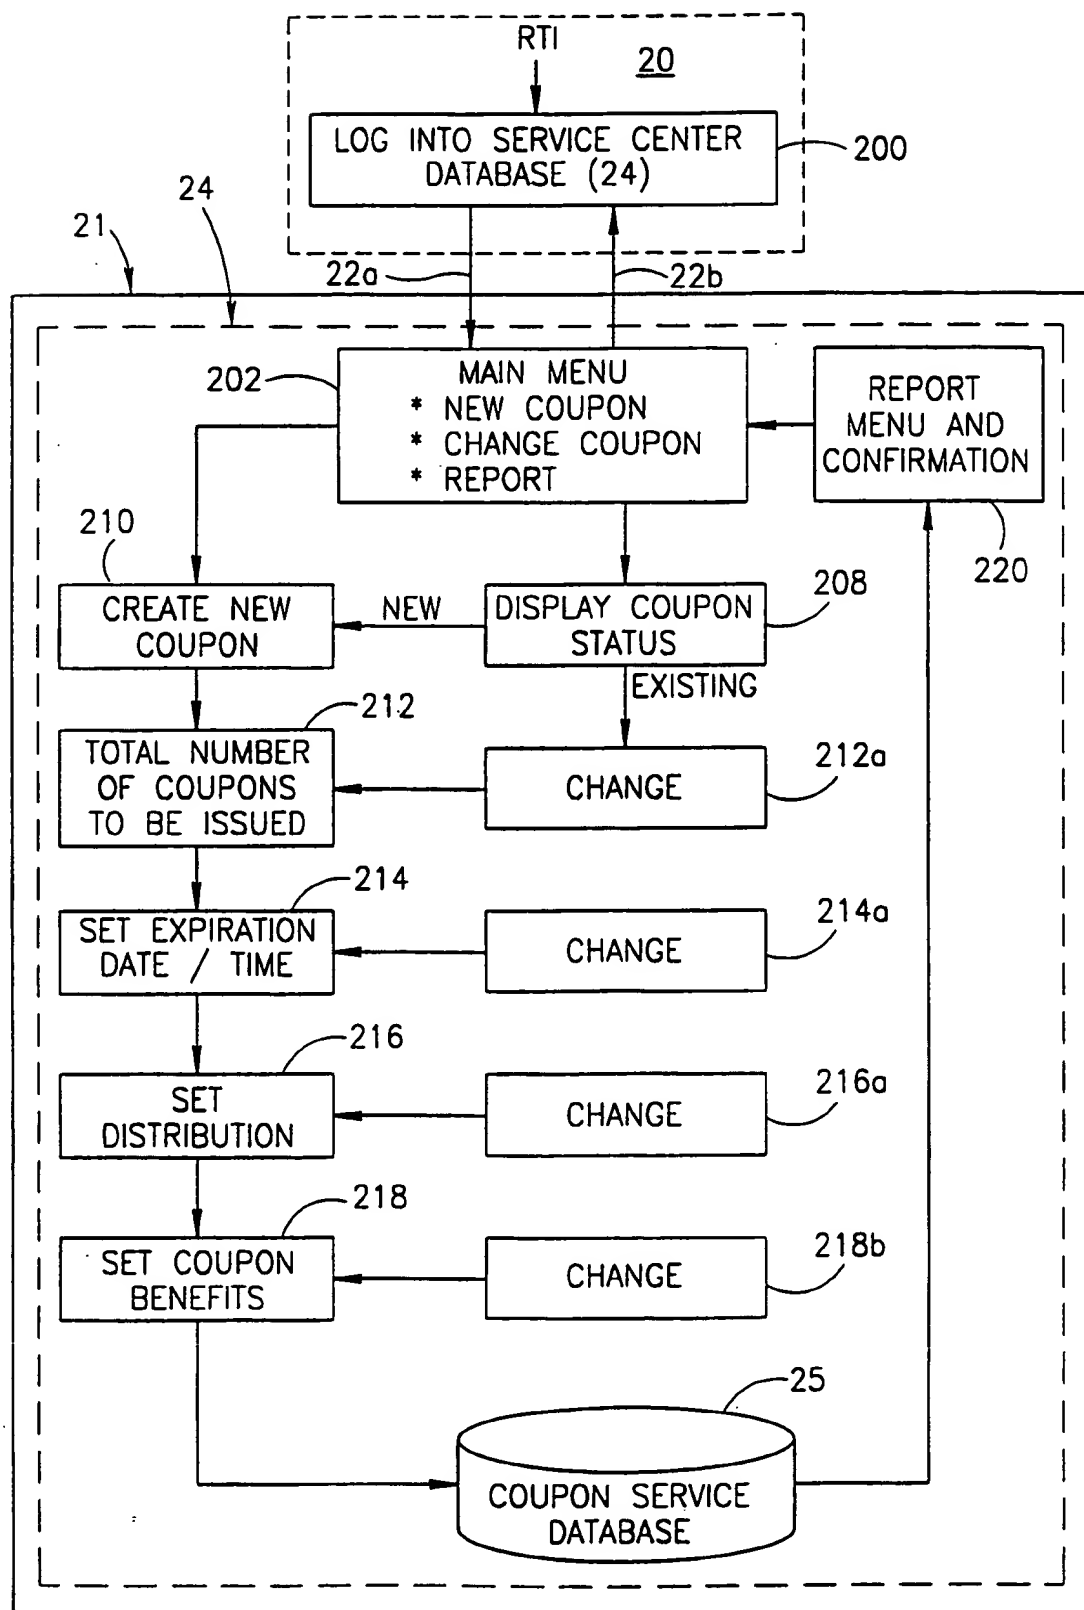 RTI
20
LOG INTO SERVICE CENTER
DATABASE (24)
200
24
21
22a
22b
202
MAIN MENU
* NEW COUPON
* CHANGE COUPON
* REPORT
REPORT
MENU AND
CONFIRMATION
220
210
CREATE NEW
COUPON
NEW
DISPLAY COUPON
STATUS
208
EXISTING
212
TOTAL NUMBER
OF COUPONS
TO BE ISSUED
CHANGE
212a
214
SET EXPIRATION
DATE / TIME
CHANGE
214a
216
SET
DISTRIBUTION
CHANGE
216a
218
SET COUPON
BENEFITS
CHANGE
218b
25
COUPON SERVICE
DATABASE